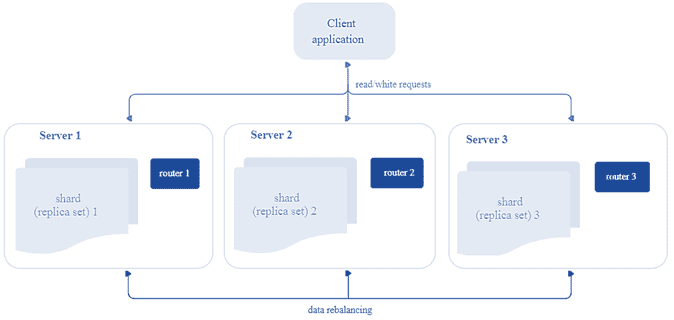 Client
application
read/white requests
Server 1
Server 2
Server 3
router 1
router 2
router 3
shard
(replica set) 1
shard
(replica set) 2
shard
(replica set) 3
data rebalancing